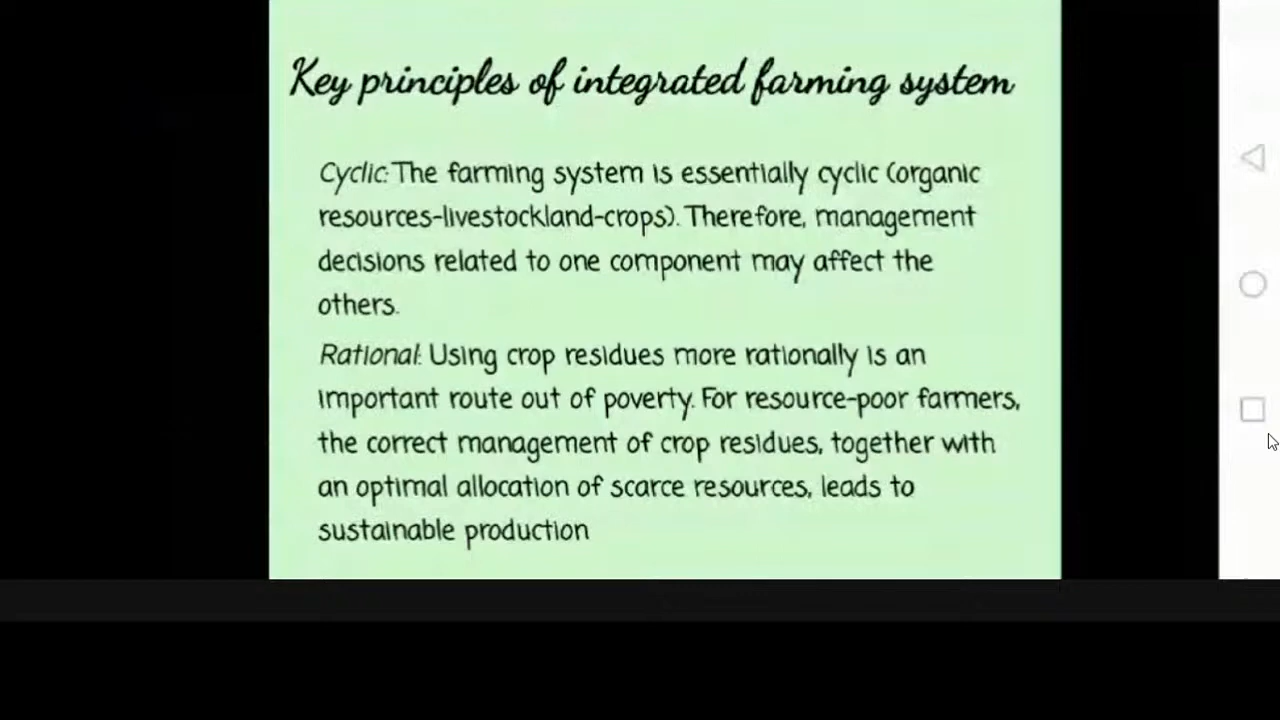 Key principles of integrated farming system
Cyclic: The farming system is essentially cyclic (organic
resources-livestockland-crops). Therefore, management
decisions related to one component may affect the
others.
Rational: Using crop residues more rationally is an
important route out of poverty. For resource-poor farmers,
the correct management of crop residues, together with
an optimal allocation of scarce resources, leads to
sustainable production